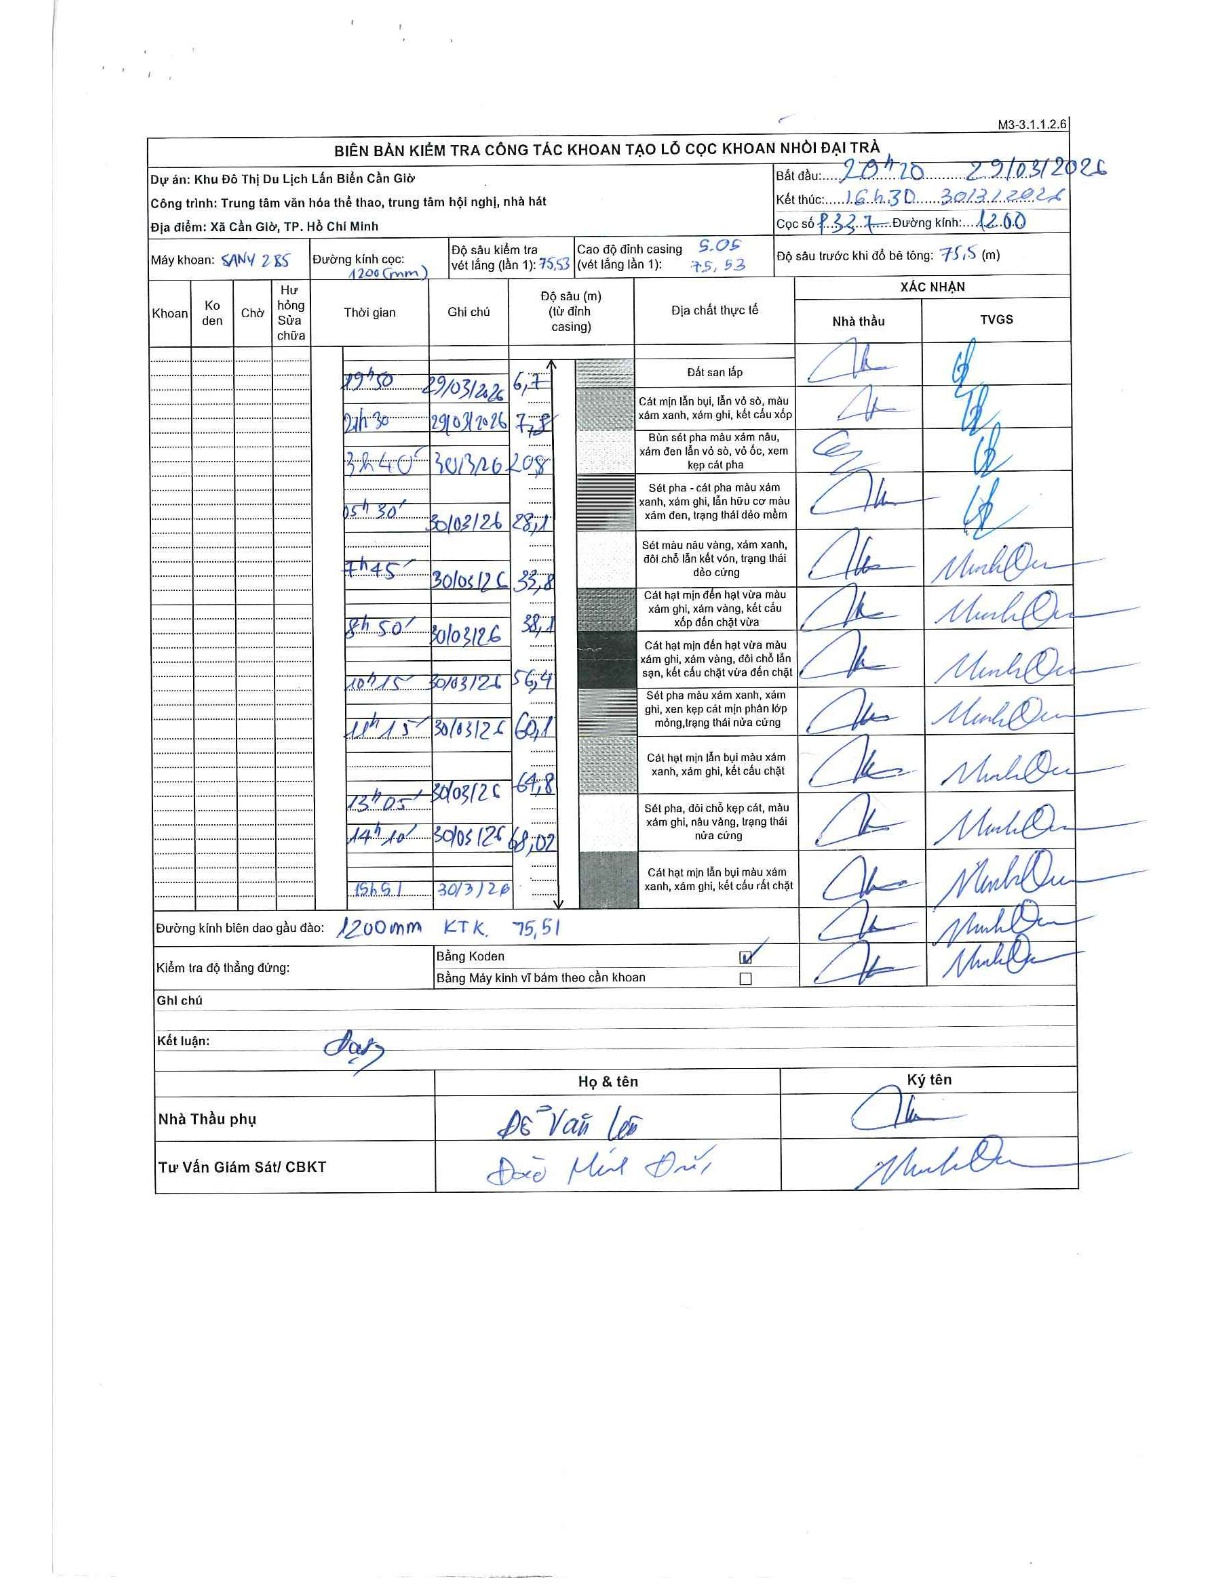 M3-3.1.1.2.6
BIÊN BẢN KIỂM TRA CÔNG TÁC KHOAN TẠO LỖ CỌC KHOAN NHỒI ĐẠI TRÀ
Dự án: Khu Đô Thị Du Lịch Lấn Biển Cần Giờ
Công trình: Trung tâm văn hóa thể thao, trung tâm hội nghị, nhà hát
Địa điểm: Xã Cần Giờ, TP. Hồ Chí Minh
Bắt đầu: 20h20 29/03/2026
Kết thúc: 16h30 30/3/2026
Cọc số P337 Đường kính: 1200
Máy khoan: SANY 285
Đường kính cọc: 1200 (mm)
Độ sâu kiểm tra vét lắng (lần 1): 75,53
Cao độ đỉnh casing 5.05
(vét lắng lần 1): 75,53
Độ sâu trước khi đổ bê tông: 75,5 (m)
Khoan Ko den Chờ Hư hỏng Sửa chữa Thời gian Ghi chú Độ sâu (m) (từ đỉnh casing) Địa chất thực tế XÁC NHẬN
Nhà thầu TVGS
19h50 29/03/2026 6,7 Đất san lấp
21h30 29/03/2026 7,8 Cát mịn lẫn bụi, lẫn vỏ sò, màu xám xanh, xám ghi, kết cấu xốp
3h40' 30/3/26 20,8 Bùn sét pha màu xám nâu, xám đen lẫn vỏ sò, vỏ ốc, xem kẹp cát pha
05h30' 30/03/26 28,1 Sét pha - cát pha màu xám xanh, xám ghi, lẫn hữu cơ màu xám đen, trạng thái dẻo mềm
7h45' 30/03/26 33,8 Sét màu nâu vàng, xám xanh, đôi chỗ lẫn kết vón, trạng thái dẻo cứng
8h50' 30/03/26 38,1 Cát hạt mịn đến hạt vừa màu xám ghi, xám vàng, kết cấu xốp đến chặt vừa
10h15' 30/03/26 56,4 Cát hạt mịn đến hạt vừa màu xám ghi, xám vàng, đôi chỗ lẫn sạn, kết cấu chặt vừa đến chặt
11h15' 30/03/26 60,1 Sét pha màu xám xanh, xám ghi, xen kẹp cát mịn phân lớp mỏng,trạng thái nửa cứng
13h05' 30/03/26 64,8 Cát hạt mịn lẫn bụi màu xám xanh, xám ghi, kết cấu chặt
14h10' 30/03/26 68,02 Sét pha, đôi chỗ kẹp cát, màu xám ghi, nâu vàng, trạng thái nửa cứng
15h51 30/3/26 Cát hạt mịn lẫn bụi màu xám xanh, xám ghi, kết cấu rất chặt
Đường kính biên dao gầu đào: 1200mm KTK. 75,51
Kiểm tra độ thẳng đứng:
Bằng Koden
Bằng Máy kinh vĩ bám theo cần khoan
Ghi chú
Kết luận: Đạt
Họ & tên Ký tên
Nhà Thầu phụ Đỗ Văn
Tư Vấn Giám Sát/ CBKT Đào Minh Đức